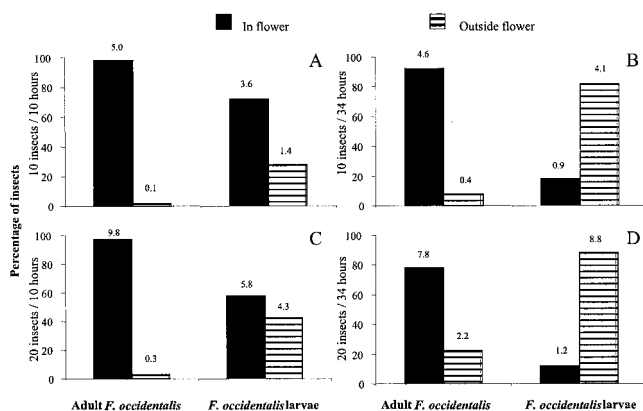 In flower
Outside flower
Percentage of insects
10 insects / 10 hours
100
80
60
40
20
0
5.0
0.1
3.6
1.4
A
10 insects / 34 hours
100
80
60
40
20
0
4.6
0.4
0.9
4.1
B
20 insects / 10 hours
100
80
60
40
20
0
9.8
0.3
5.8
4.3
C
20 insects / 34 hours
100
80
60
40
20
0
7.8
2.2
1.2
8.8
D
Adult F. occidentalis
F. occidentalis larvae
Adult F. occidentalis
F. occidentalis larvae